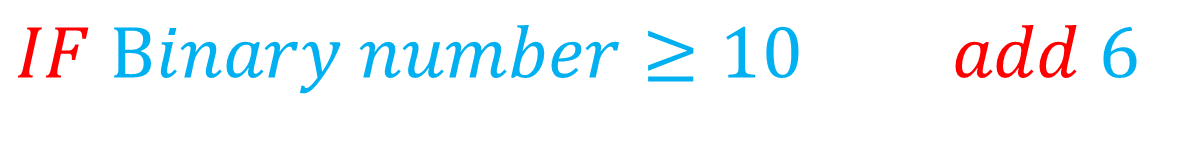 IF Binary number ≥ 10 add 6